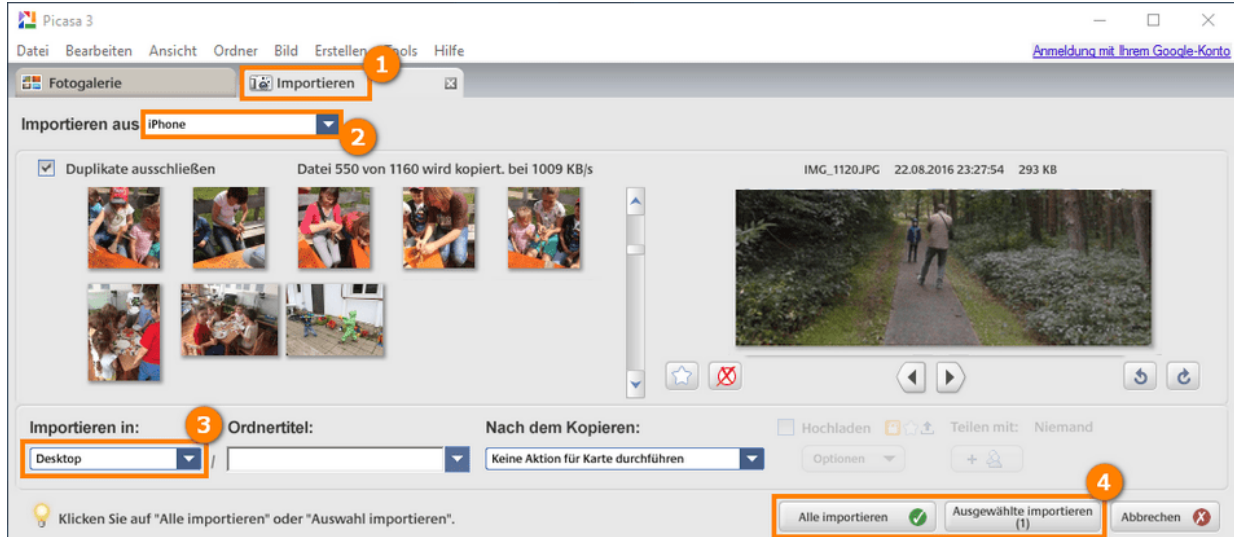 Picasa 3
Datei Bearbeiten Ansicht Ordner Bild Erstellen Tools Hilfe
Anmeldung mit Ihrem Google-Konto
1
Fotogalerie
Importieren
Importieren aus iPhone
2
Duplikate ausschließen
Datei 550 von 1160 wird kopiert. bei 1009 KB/s
IMG_1120.JPG 22.08.2016 23:27:54 293 KB
Importieren in:
3
Ordnertitel:
Nach dem Kopieren:
Hochladen
Teilen mit: Niemand
Desktop
/
Keine Aktion für Karte durchführen
Optionen
+
4
Klicken Sie auf "Alle importieren" oder "Auswahl importieren".
Alle importieren
Ausgewählte importieren
(1)
Abbrechen